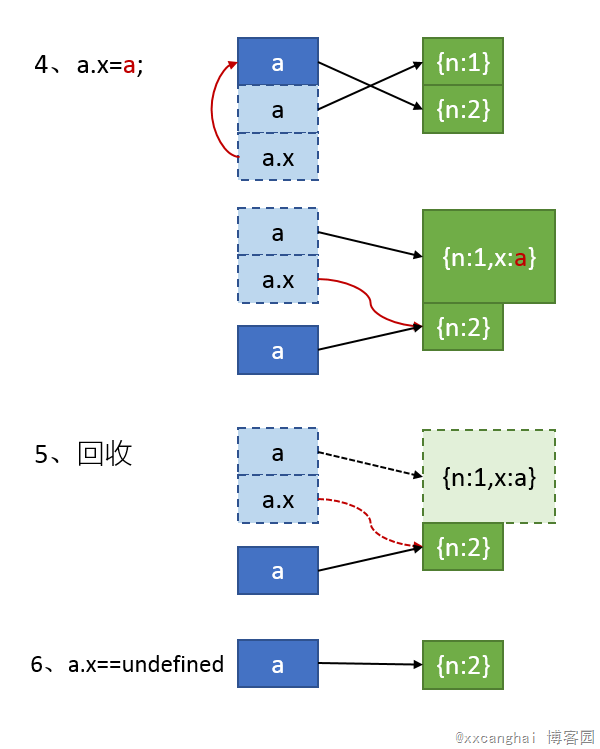 4、a.x=a;
a
a
a.x
{n:1}
{n:2}
a
a.x
a
{n:1,x:a}
{n:2}
5、回收
a
a.x
a
{n:1,x:a}
{n:2}
6、a.x==undefined
a
{n:2}
@xxcanghai 博客园